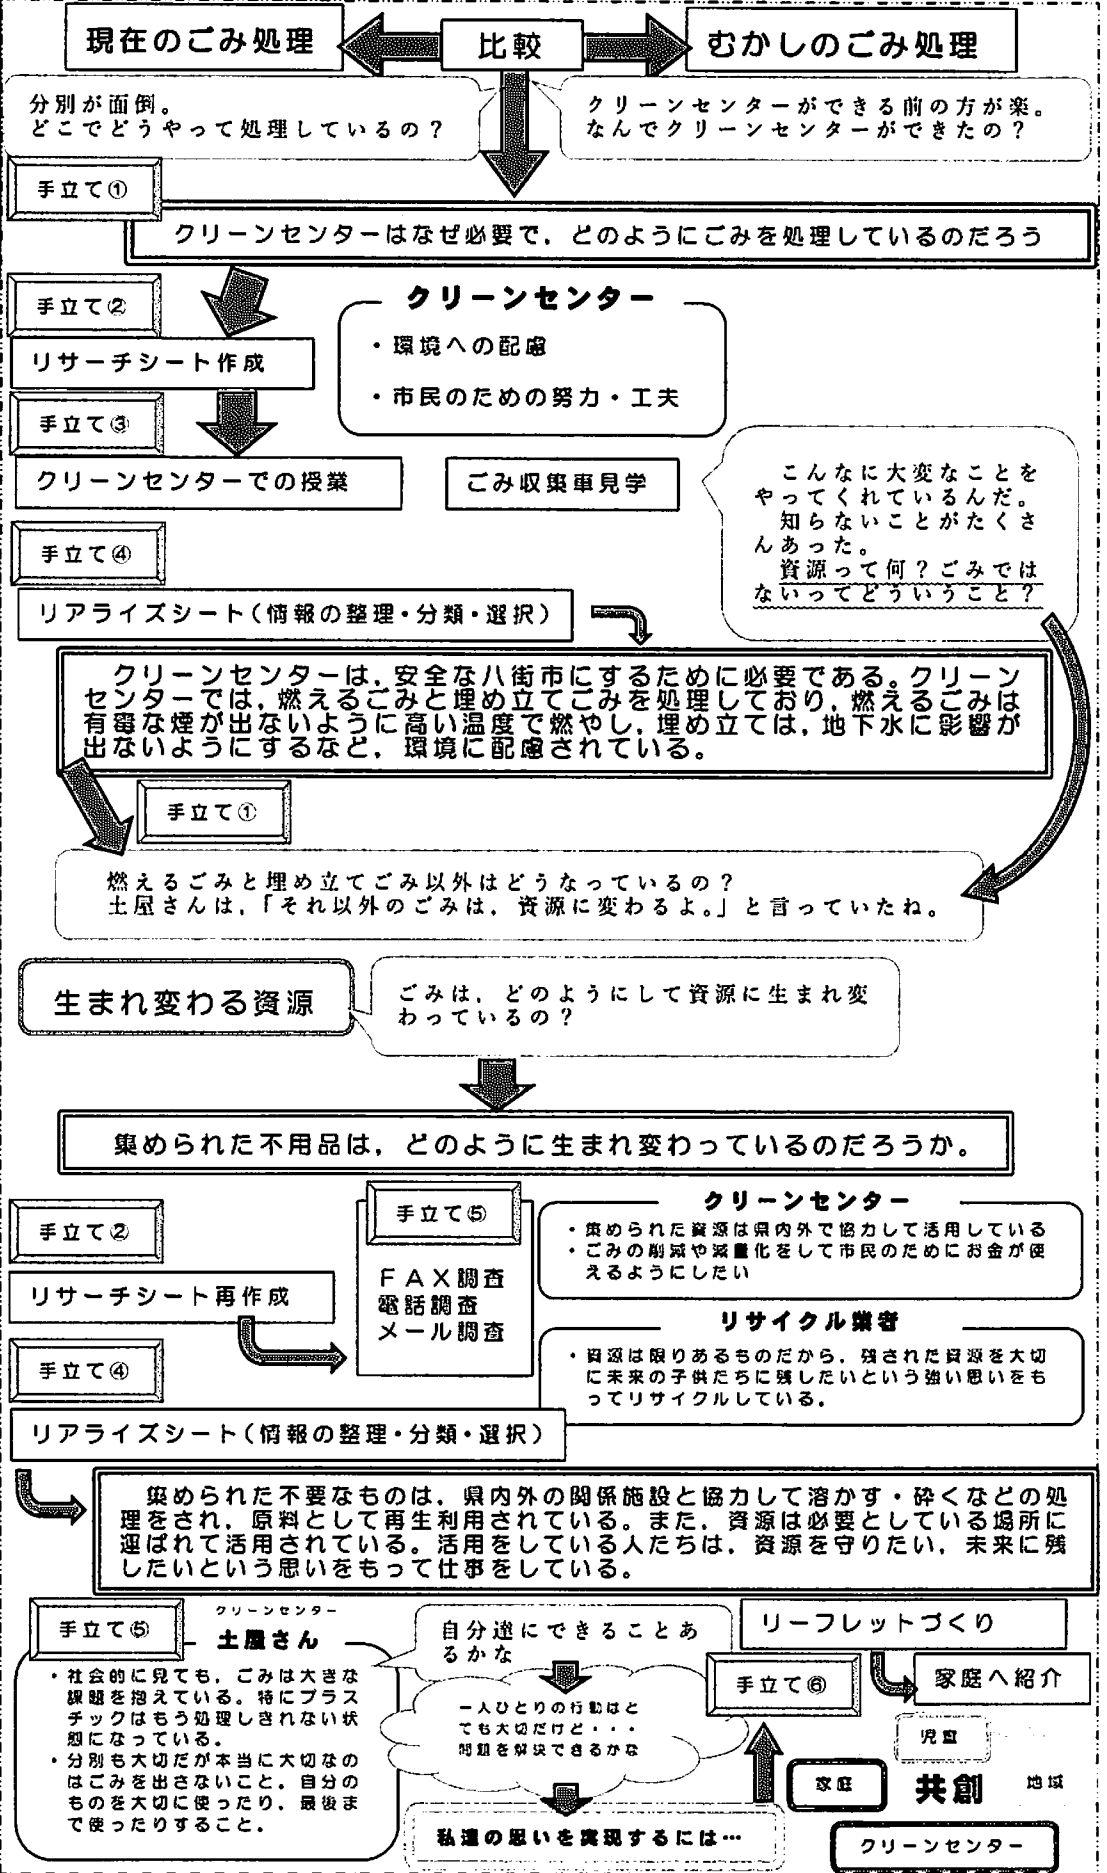 現在のごみ処理
比較
むかしのごみ処理
分別が面倒。
どこでどうやって処理しているの？
クリーンセンターができる前の方が楽。
なんでクリーンセンターができたの？
手立て①
クリーンセンターはなぜ必要で，どのようにごみを処理しているのだろう
手立て②
リサーチシート作成
クリーンセンター
・環境への配慮
・市民のための努力・工夫
手立て③
クリーンセンターでの授業
ごみ収集車見学
こんなに大変なことを
やってくれているんだ。
知らないことがたくさ
んあった。
資源って何？ごみでは
ないってどういうこと？
手立て④
リアライズシート（情報の整理・分類・選択）
クリーンセンターは，安全な八街市にするために必要である。クリーン
センターでは，燃えるごみと埋め立てごみを処理しており，燃えるごみは
有毒な煙が出ないように高い温度で燃やし，埋め立ては，地下水に影響が
出ないようにするなど，環境に配慮されている。
手立て①
燃えるごみと埋め立てごみ以外はどうなっているの？
土屋さんは，「それ以外のごみは，資源に変わるよ。」と言っていたね。
生まれ変わる資源
ごみは，どのようにして資源に生まれ変
わっているの？
集められた不用品は，どのように生まれ変わっているのだろうか。
手立て②
リサーチシート再作成
手立て⑤
ＦＡＸ調査
電話調査
メール調査
クリーンセンター
・集められた資源は県内外で協力して活用している
・ごみの削減や減量化をして市民のためにお金が使
えるようにしたい
リサイクル業者
・資源は限りあるものだから，残された資源を大切
に未来の子供たちに残したいという強い思いをも
ってリサイクルしている。
手立て④
リアライズシート（情報の整理・分類・選択）
集められた不要なものは，県内外の関係施設と協力して溶かす・砕くなどの処
理をされ，原料として再生利用されている。また，資源は必要としている場所に
運ばれて活用されている。活用をしている人たちは，資源を守りたい，未来に残
したいという思いをもって仕事をしている。
手立て⑤
クリーンセンター
土屋さん
・社会的に見ても，ごみは大きな
課題を抱えている。特にプラス
チックはもう処理しきれない状
態になっている。
・分別も大切だが本当に大切なの
はごみを出さないこと。自分の
ものを大切に使ったり，最後ま
で使ったりすること。
自分達にできることあ
るかな
一人ひとりの行動はと
ても大切だけど・・・
問題を解決できるかな
私達の思いを実現するには…
リーフレットづくり
手立て⑥
家庭へ紹介
児童
家庭
共創
地域
クリーンセンター